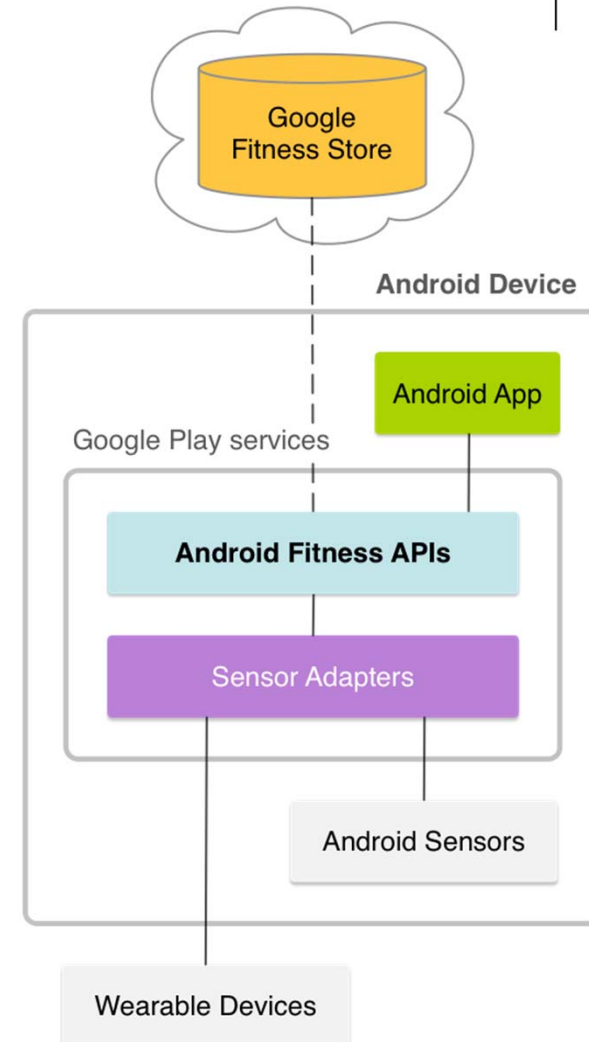 Google
Fitness Store
Android Device
Android App
Google Play services
Android Fitness APIs
Sensor Adapters
Android Sensors
Wearable Devices